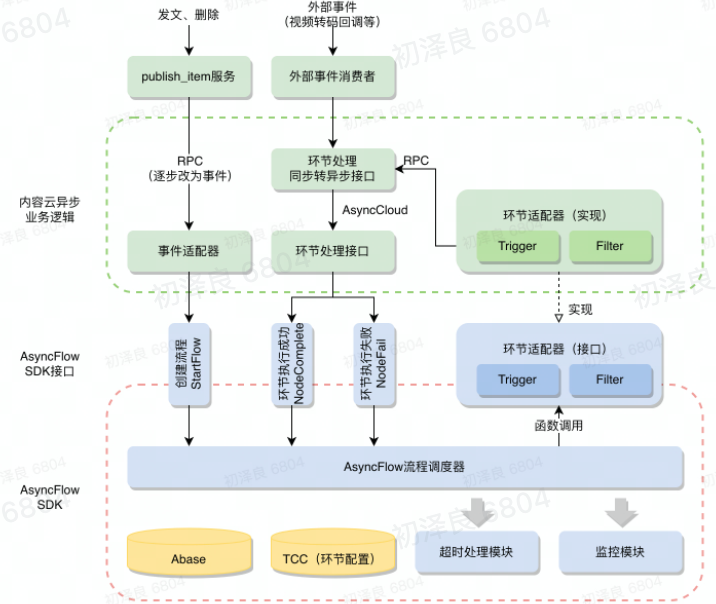 发文、删除
外部事件
（视频转码回调等）
初泽良 6804
publish_item服务
外部事件消费者
RPC
（逐步改为事件）
环节处理
同步转异步接口
RPC
AsyncCloud
内容云异步
业务逻辑
环节适配器（实现）
Trigger
Filter
事件适配器
环节处理接口
实现
AsyncFlow
SDK接口
创建流程
StartFlow
环节执行成功
NodeComplete
环节执行失败
NodeFail
环节适配器（接口）
Trigger
Filter
函数调用
AsyncFlow流程调度器
AsyncFlow
SDK
Abase
TCC（环节配置）
超时处理模块
监控模块